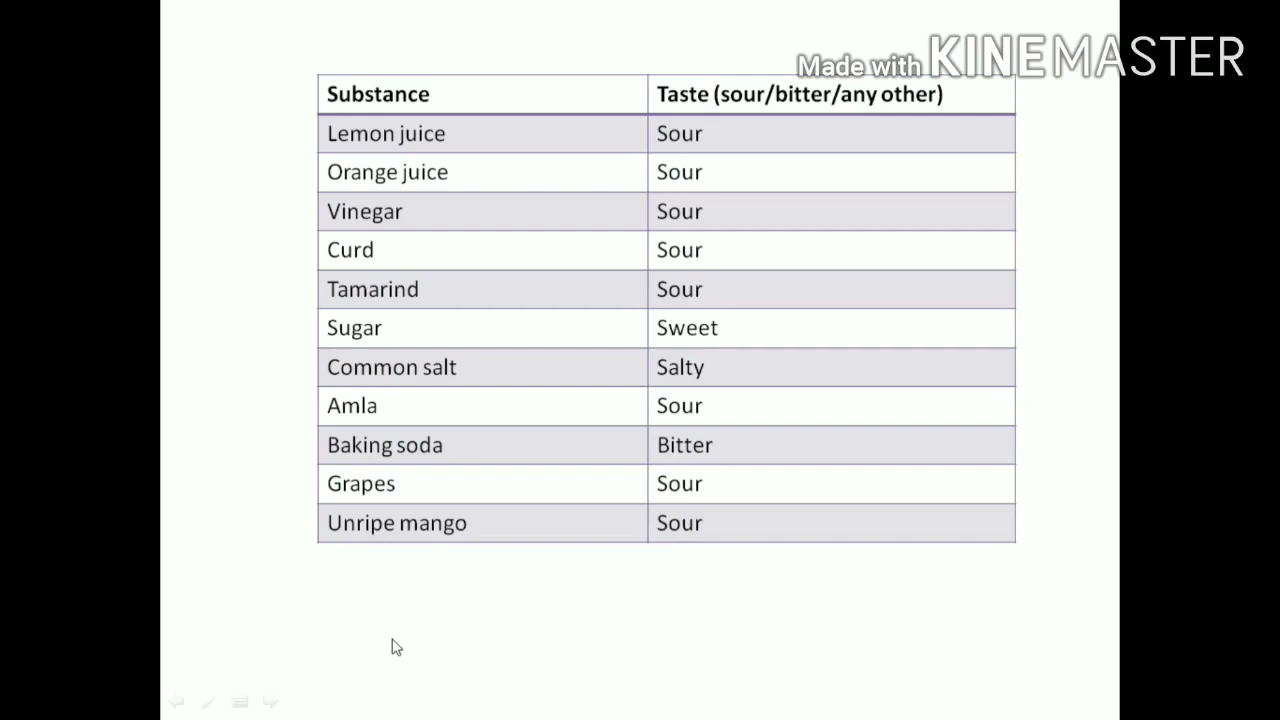 Made with KINEMASTER
Substance Taste (sour/bitter/any other)
Lemon juice Sour
Orange juice Sour
Vinegar Sour
Curd Sour
Tamarind Sour
Sugar Sweet
Common salt Salty
Amla Sour
Baking soda Bitter
Grapes Sour
Unripe mango Sour